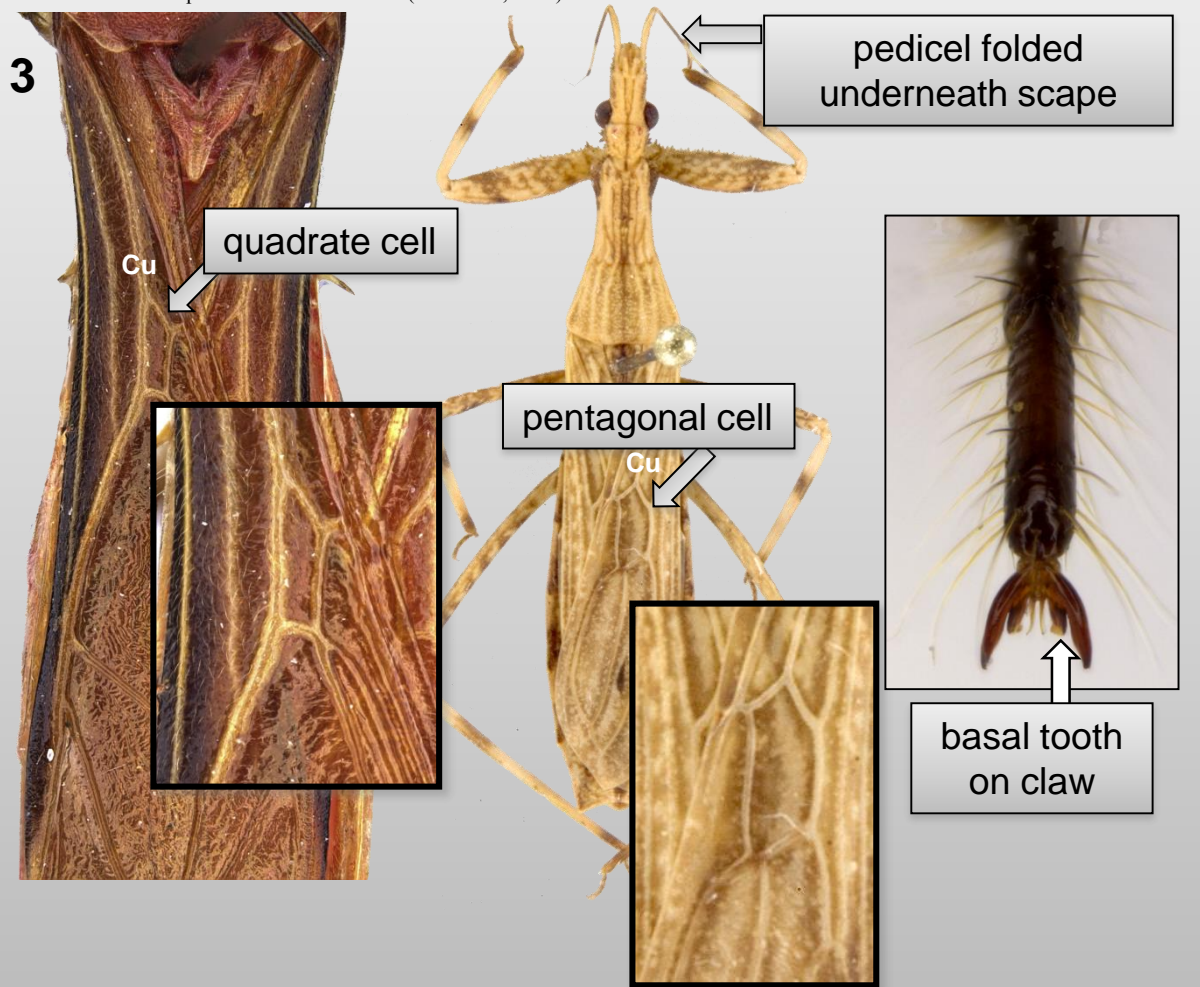 3
pedicel folded
underneath scape
Cu
quadrate cell
pentagonal cell
Cu
basal tooth
on claw